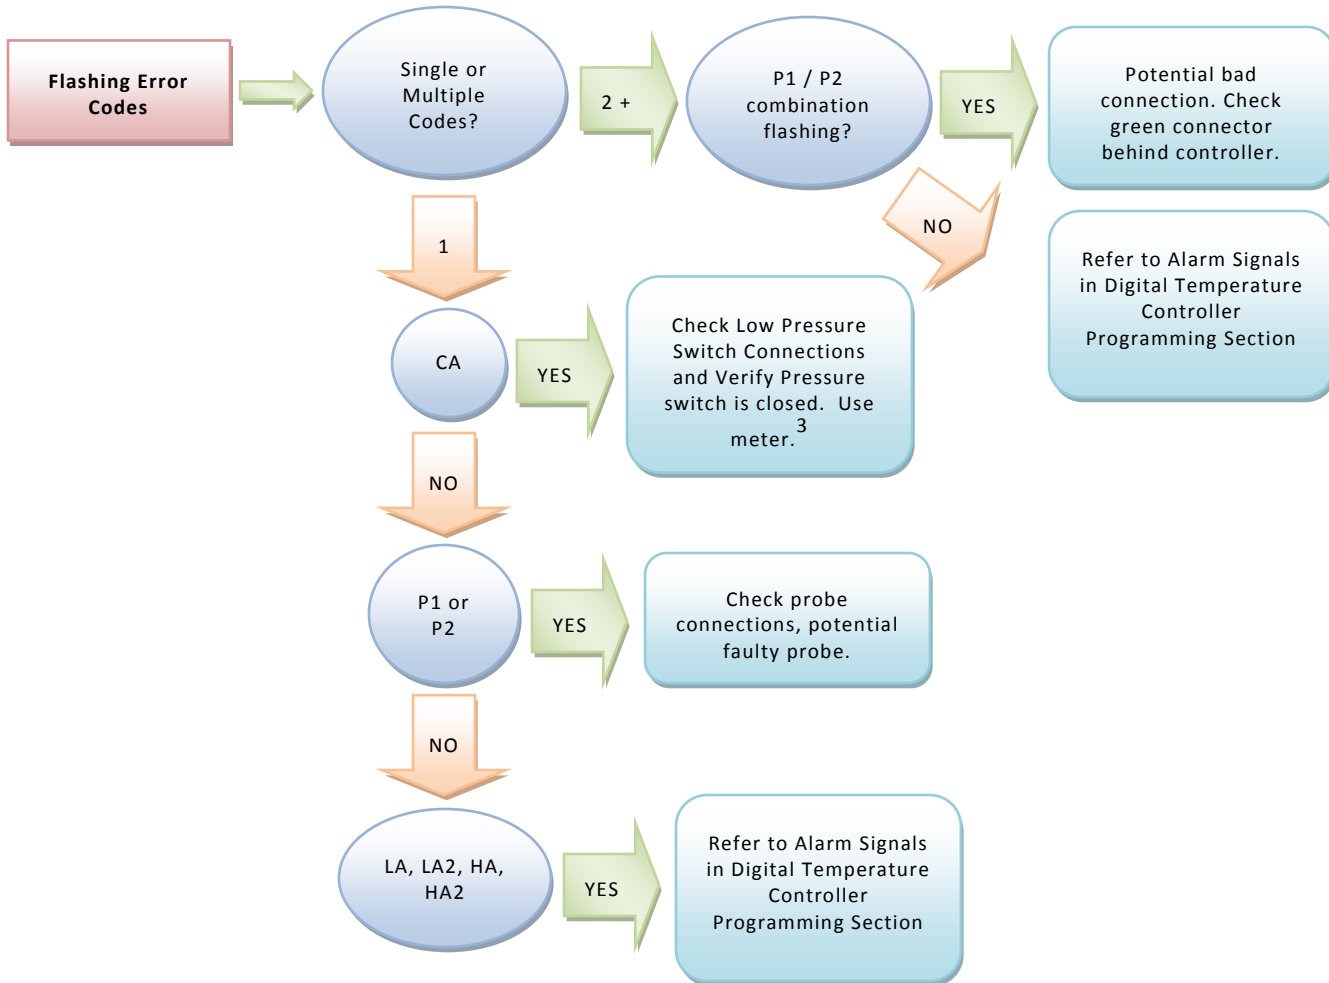 Flashing Error
Codes
Single or
Multiple
Codes?
2 +
P1 / P2
combination
flashing?
YES
Potential bad
connection. Check
green connector
behind controller.
NO
Refer to Alarm Signals
in Digital Temperature
Controller
Programming Section
1
CA
YES
Check Low Pressure
Switch Connections
and Verify Pressure
switch is closed.  Use
meter.3
NO
P1 or
P2
YES
Check probe
connections, potential
faulty probe.
NO
LA, LA2, HA,
HA2
YES
Refer to Alarm Signals
in Digital Temperature
Controller
Programming Section